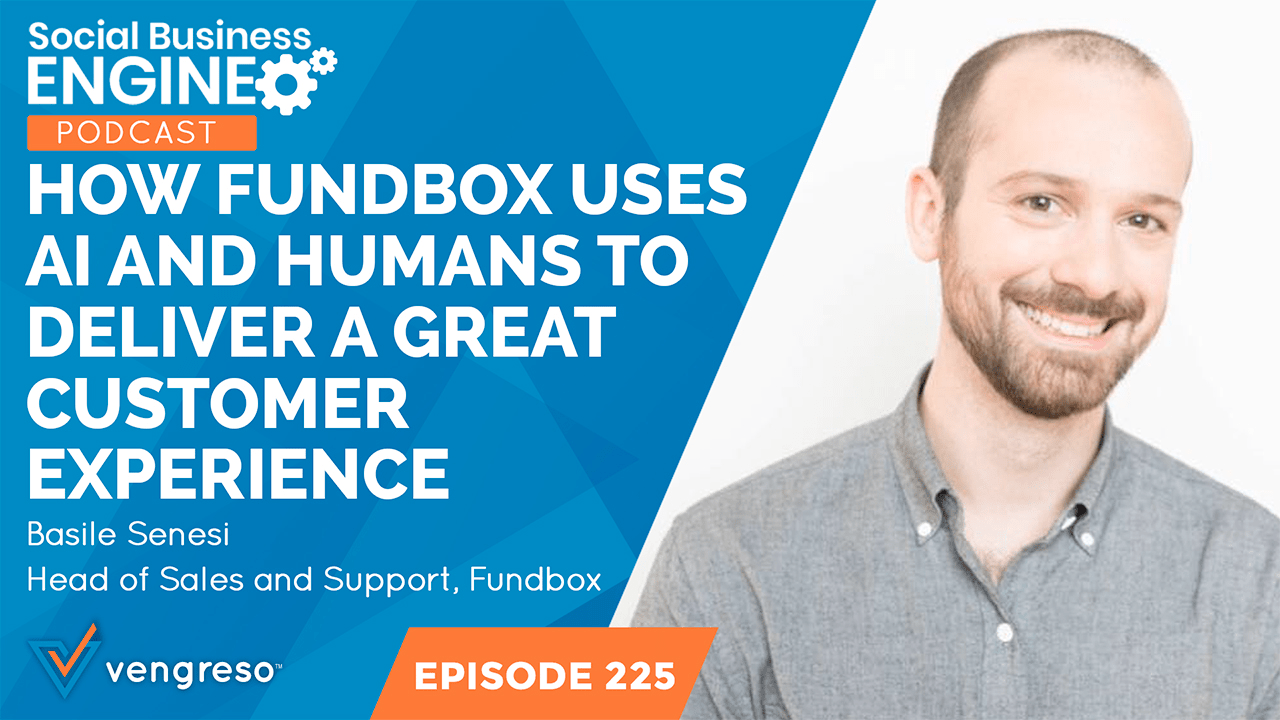 Social Business
ENGINE
PODCAST
HOW FUNDBOX USES
AI AND HUMANS TO
DELIVER A GREAT
CUSTOMER
EXPERIENCE
Basile Senesi
Head of Sales and Support, Fundbox
vengreso™
EPISODE 225